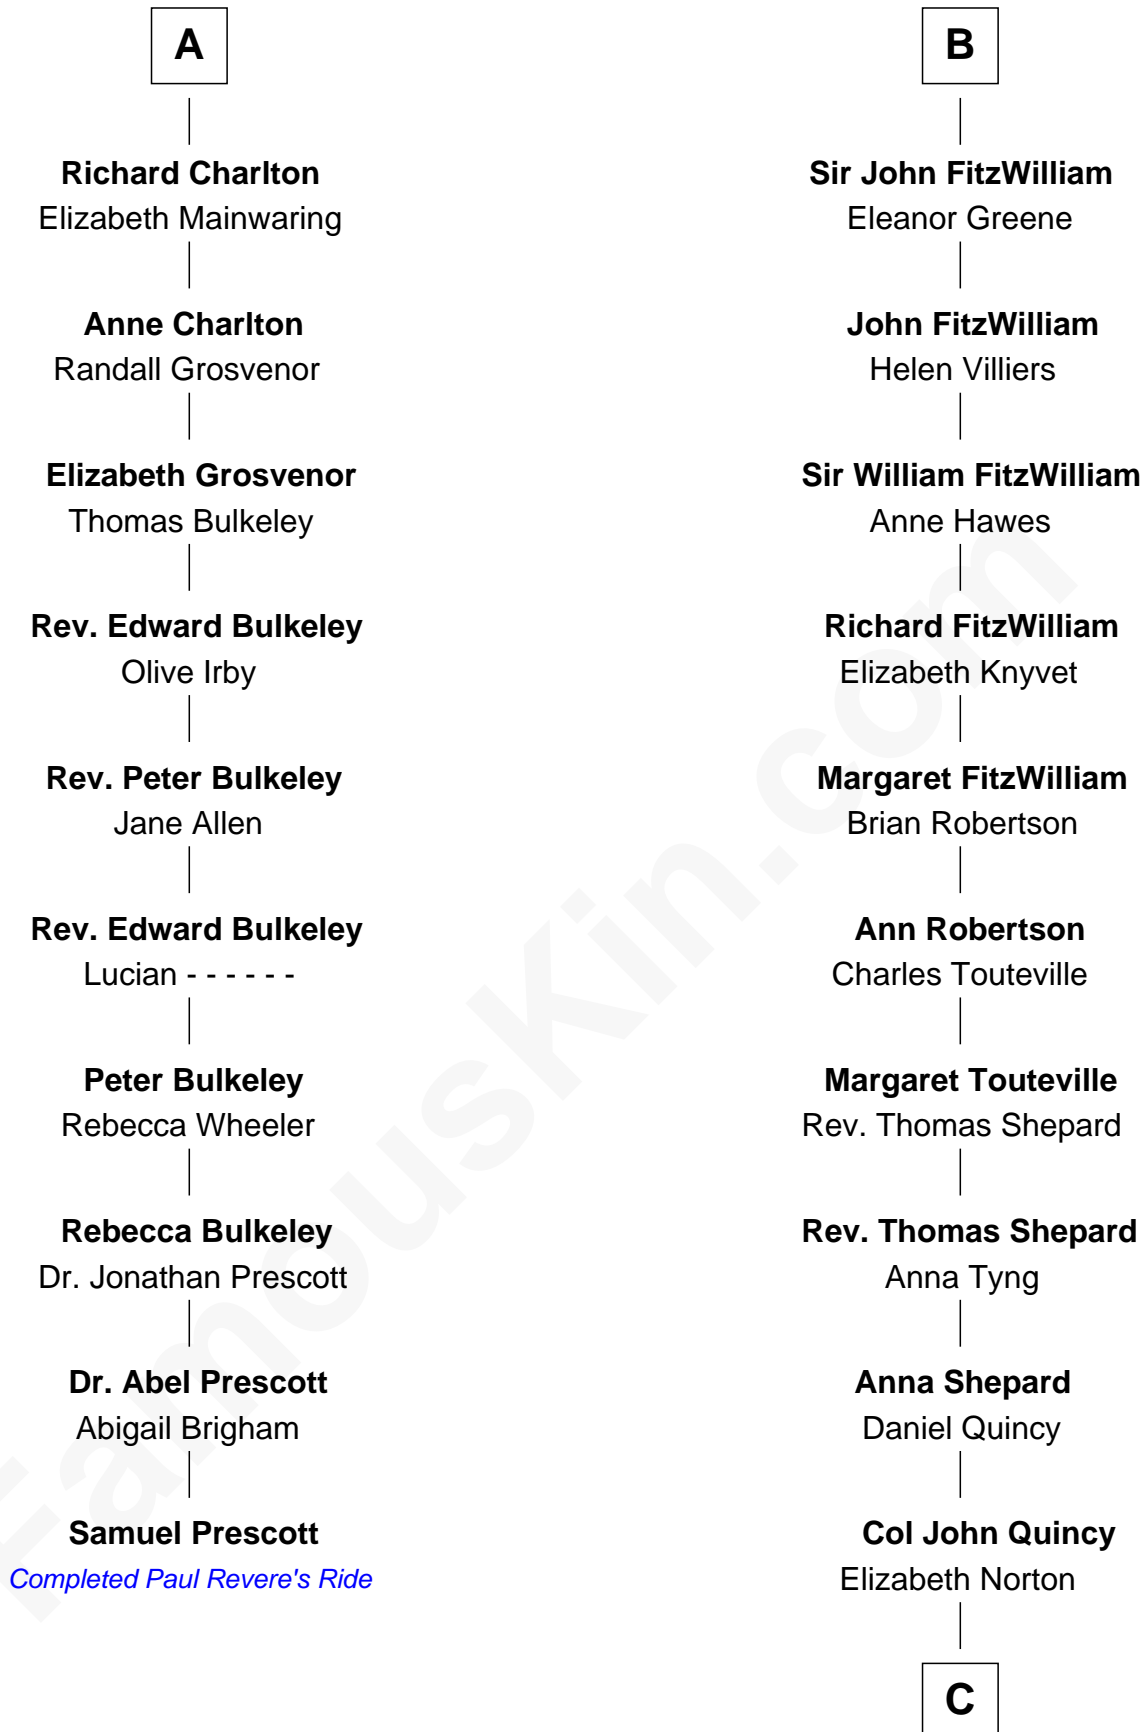 A
Richard Charlton
Elizabeth Mainwaring
Anne Charlton
Randall Grosvenor
Elizabeth Grosvenor
Thomas Bulkeley
Rev. Edward Bulkeley
Olive Irby
Rev. Peter Bulkeley
Jane Allen
Rev. Edward Bulkeley
Lucian - - - - - -
Peter Bulkeley
Rebecca Wheeler
Rebecca Bulkeley
Dr. Jonathan Prescott
Dr. Abel Prescott
Abigail Brigham
Samuel Prescott
Completed Paul Revere's Ride
B
Sir John FitzWilliam
Eleanor Greene
John FitzWilliam
Helen Villiers
Sir William FitzWilliam
Anne Hawes
Richard FitzWilliam
Elizabeth Knyvet
Margaret FitzWilliam
Brian Robertson
Ann Robertson
Charles Touteville
Margaret Touteville
Rev. Thomas Shepard
Rev. Thomas Shepard
Anna Tyng
Anna Shepard
Daniel Quincy
Col John Quincy
Elizabeth Norton
C
FamousKin.com